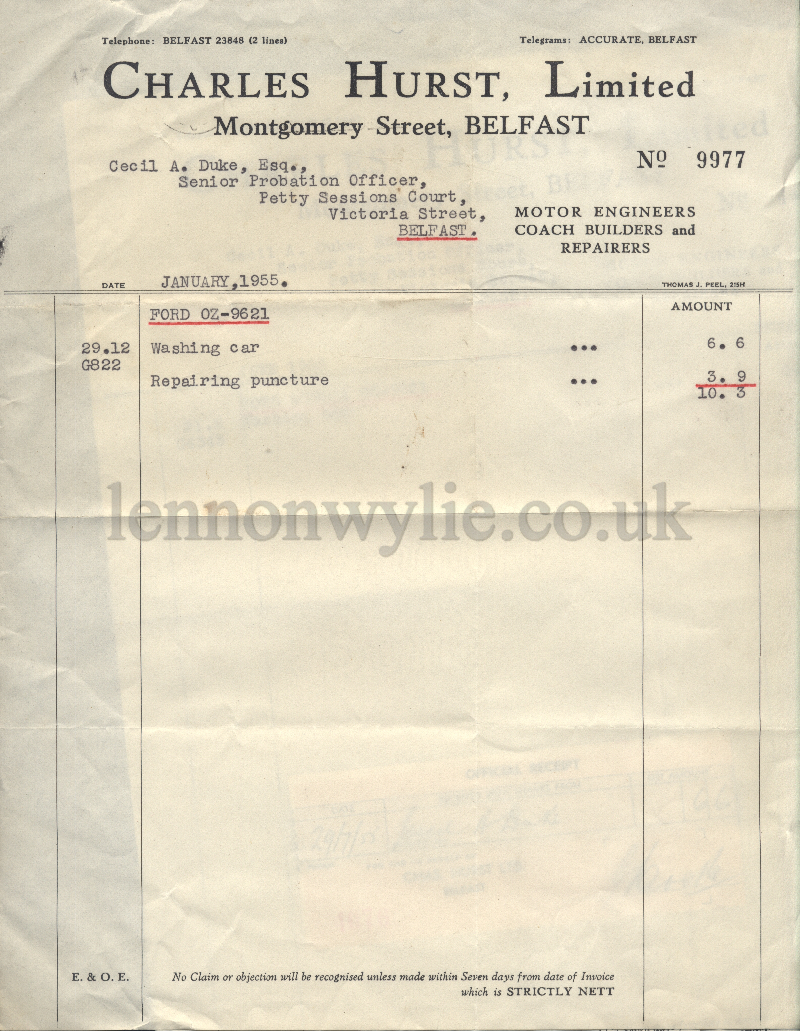 Telephone: BELFAST 23848 (2 lines) Telegrams: ACCURATE, BELFAST
CHARLES HURST, Limited
Montgomery Street, BELFAST
Cecil A. Duke, Esq.,
Senior Probation Officer,
Petty Sessions Court,
Victoria Street,
BELFAST.
Nº 9977
MOTOR ENGINEERS
COACH BUILDERS and
REPAIRERS
DATE JANUARY,1955. THOMAS J. PEEL, 215H
FORD OZ-9621 AMOUNT
29.12 Washing car ... 6. 6
G822
Repairing puncture ... 3. 9
10. 3
lennonwylie.co.uk
OFFICIAL RECEIPT
E. & O. E. No Claim or objection will be recognised unless made within Seven days from date of Invoice
which is STRICTLY NETT